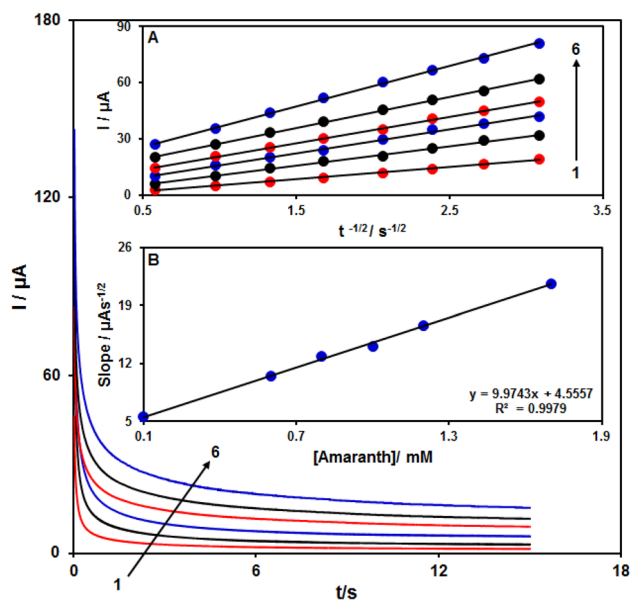 180
120
60
0
I / µA
0
6
12
18
t/s
1
6
A
90
60
30
0
I / µA
0.5
1.5
2.5
3.5
t -1/2/ s-1/2
6
1
B
26
19
12
5
Slope / µAs-1/2
0.1
0.7
1.3
1.9
[Amaranth]/ mM
y = 9.9743x + 4.5557
R² = 0.9979